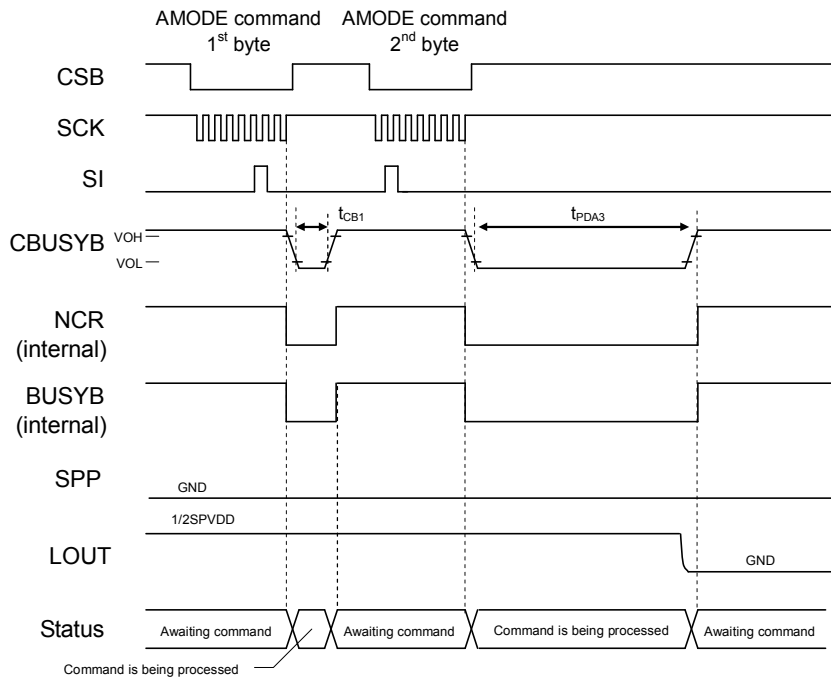 AMODE command
1st byte
AMODE command
2nd byte
CSB
SCK
SI
tCB1
tPDA3
CBUSYB
VOH
VOL
NCR
(internal)
BUSYB
(internal)
SPP
GND
1/2SPVDD
LOUT
GND
Status
Awaiting command
Awaiting command
Command is being processed
Awaiting command
Command is being processed